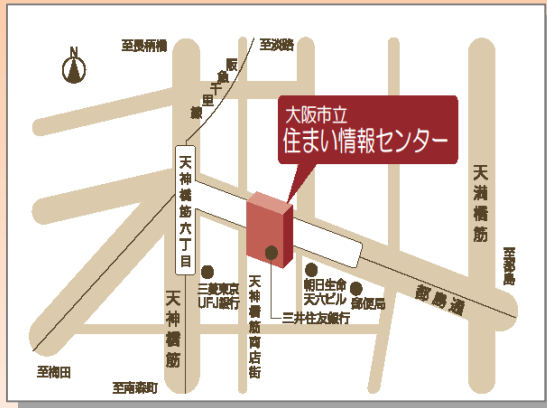 至長柄橋
至淡路
N
阪急千里線
大阪市立
住まい情報センター
天神橋筋六丁目
天満橋筋
至都島
三菱東京
UFJ銀行
天神橋筋
天神橋筋商店街
朝日生命
天六ビル
郵便局
三井住友銀行
都島通
至梅田
至南森町